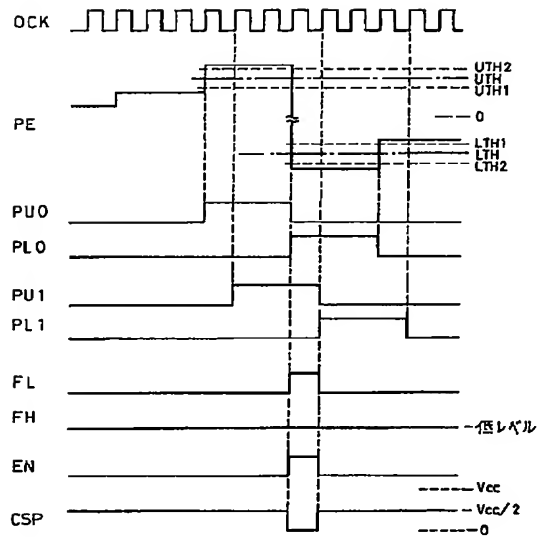 OCK
UTH2
UTH
UTH1
PE
0
LTH1
LTH
LTH2
PU0
PL0
PU1
PL1
FL
FH
低レベル
EN
Vcc
CSP
Vcc/2
0